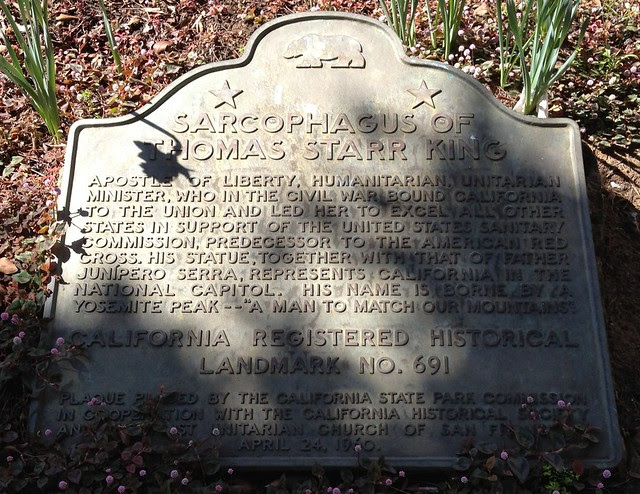 SARCOPHAGUS OF
THOMAS STARR KING
APOSTLE OF LIBERTY, HUMANITARIAN, UNITARIAN
MINISTER, WHO IN THE CIVIL WAR BOUND CALIFORNIA
TO THE UNION AND LED HER TO EXCEL ALL OTHER
STATES IN SUPPORT OF THE UNITED STATES SANITARY
COMMISSION, PREDECESSOR TO THE AMERICAN RED
CROSS. HIS STATUE, TOGETHER WITH THAT OF FATHER
JUNÍPERO SERRA, REPRESENTS CALIFORNIA IN THE
NATIONAL CAPITOL. HIS NAME IS BORNE BY A
YOSEMITE PEAK--"A MAN TO MATCH OUR MOUNTAINS."
CALIFORNIA REGISTERED HISTORICAL
LANDMARK NO. 691
PLAQUE PLACED BY THE CALIFORNIA STATE PARK COMMISSION
IN COOPERATION WITH THE CALIFORNIA HISTORICAL SOCIETY
AND UNITARIAN CHURCH OF SAN
APRIL 24, 1960.